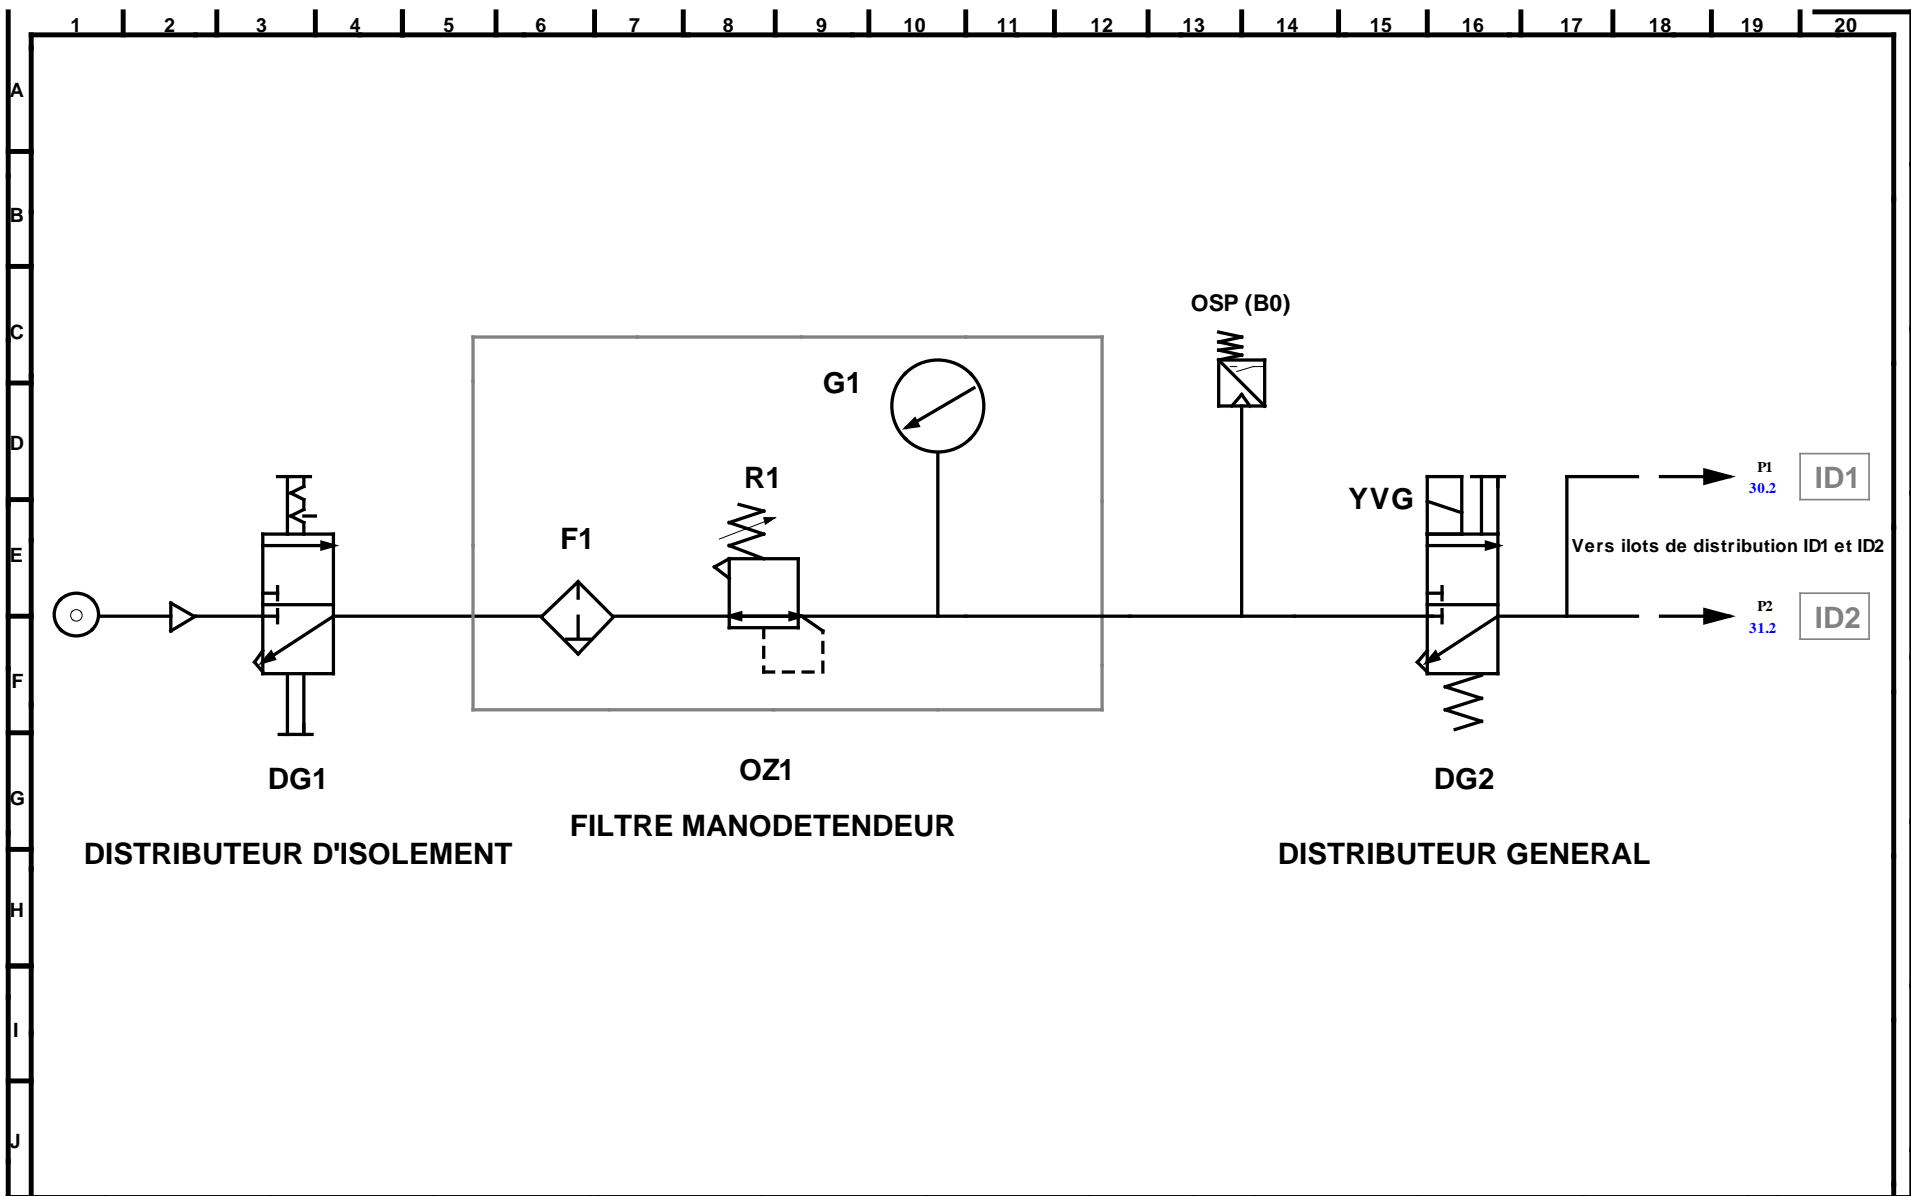 1 2 3 4 5 6 7 8 9 10 11 12 13 14 15 16 17 18 19 20
A
B
C
D
E
F
G
H
I
J
OSP (B0)
G1
R1
F1
YVG
P1
30.2
ID1
Vers ilots de distribution ID1 et ID2
P2
31.2
ID2
DG1
OZ1
DG2
FILTRE MANODETENDEUR
DISTRIBUTEUR D'ISOLEMENT
DISTRIBUTEUR GENERAL